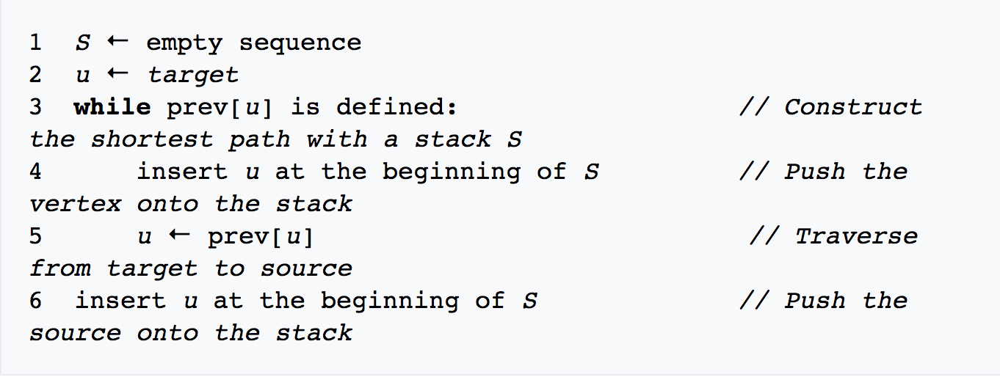 1  S ← empty sequence
2  u ← target
3  while prev[u] is defined:                  // Construct
the shortest path with a stack S
4      insert u at the beginning of S         // Push the
vertex onto the stack
5      u ← prev[u]                            // Traverse
from target to source
6  insert u at the beginning of S             // Push the
source onto the stack